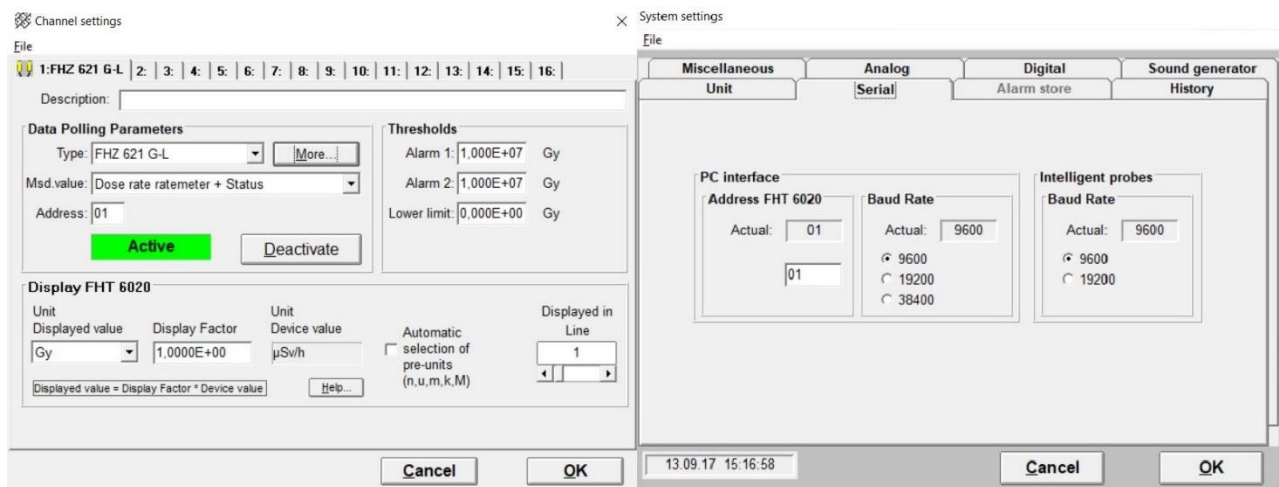 Channel settings
File
1:FHZ 621 G-L 2: 3: 4: 5: 6: 7: 8: 9: 10: 11: 12: 13: 14: 15: 16:
Description:
Data Polling Parameters
Type: FHZ 621 G-L More...
Msd.value: Dose rate ratemeter + Status
Address: 01
Active Deactivate
Thresholds
Alarm 1: 1,000E+07 Gy
Alarm 2: 1,000E+07 Gy
Lower limit: 0,000E+00 Gy
Display FHT 6020
Unit
Displayed value
Gy
Display Factor
1,0000E+00
Unit
Device value
µSv/h
Automatic
selection of
pre-units
(n,u,m,k,M)
Displayed in
Line
1
Displayed value = Display Factor * Device value
Help...
Cancel OK
System settings
File
Miscellaneous Analog Digital Sound generator
Unit Serial Alarm store History
PC interface
Address FHT 6020
Actual: 01
01
Baud Rate
Actual: 9600
9600
19200
38400
Intelligent probes
Baud Rate
Actual: 9600
9600
19200
13.09.17 15:16:58
Cancel OK